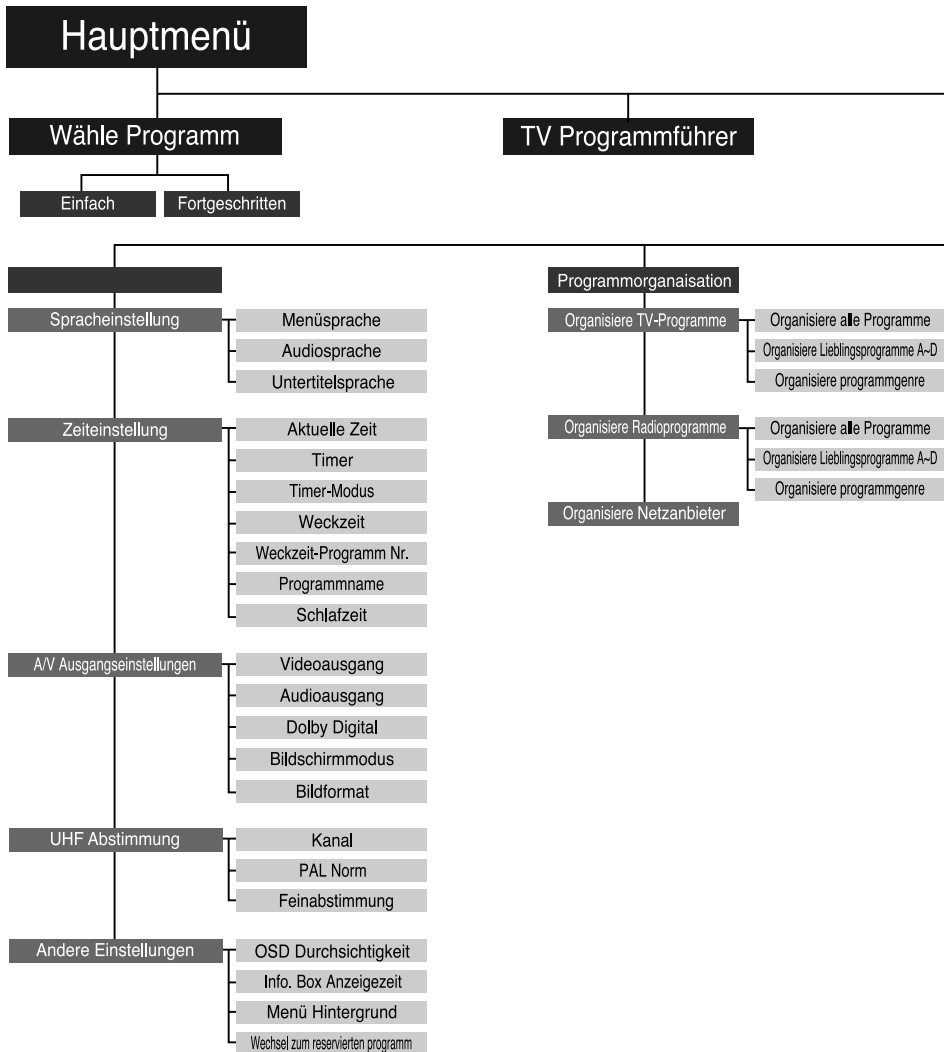 Hauptmenü
Wähle Programm
TV Programmführer
Einfach
Fortgeschritten
Spracheinstellung
Menüsprache
Audiosprache
Untertitelsprache
Zeiteinstellung
Aktuelle Zeit
Timer
Timer-Modus
Weckzeit
Weckzeit-Programm Nr.
Programmname
Schlafzeit
A/V Ausgangseinstellungen
Videoausgang
Audioausgang
Dolby Digital
Bildschirmmodus
Bildformat
UHF Abstimmung
Kanal
PAL Norm
Feinabstimmung
Andere Einstellungen
OSD Durchsichtigkeit
Info. Box Anzeigezeit
Menü Hintergrund
Wechsel zum reservierten programm
Programmorganaisation
Organisiere TV-Programme
Organisiere alle Programme
Organisiere Lieblingsprogramme A~D
Organisiere programmgenre
Organisiere Radioprogramme
Organisiere alle Programme
Organisiere Lieblingsprogramme A~D
Organisiere programmgenre
Organisiere Netzanbieter